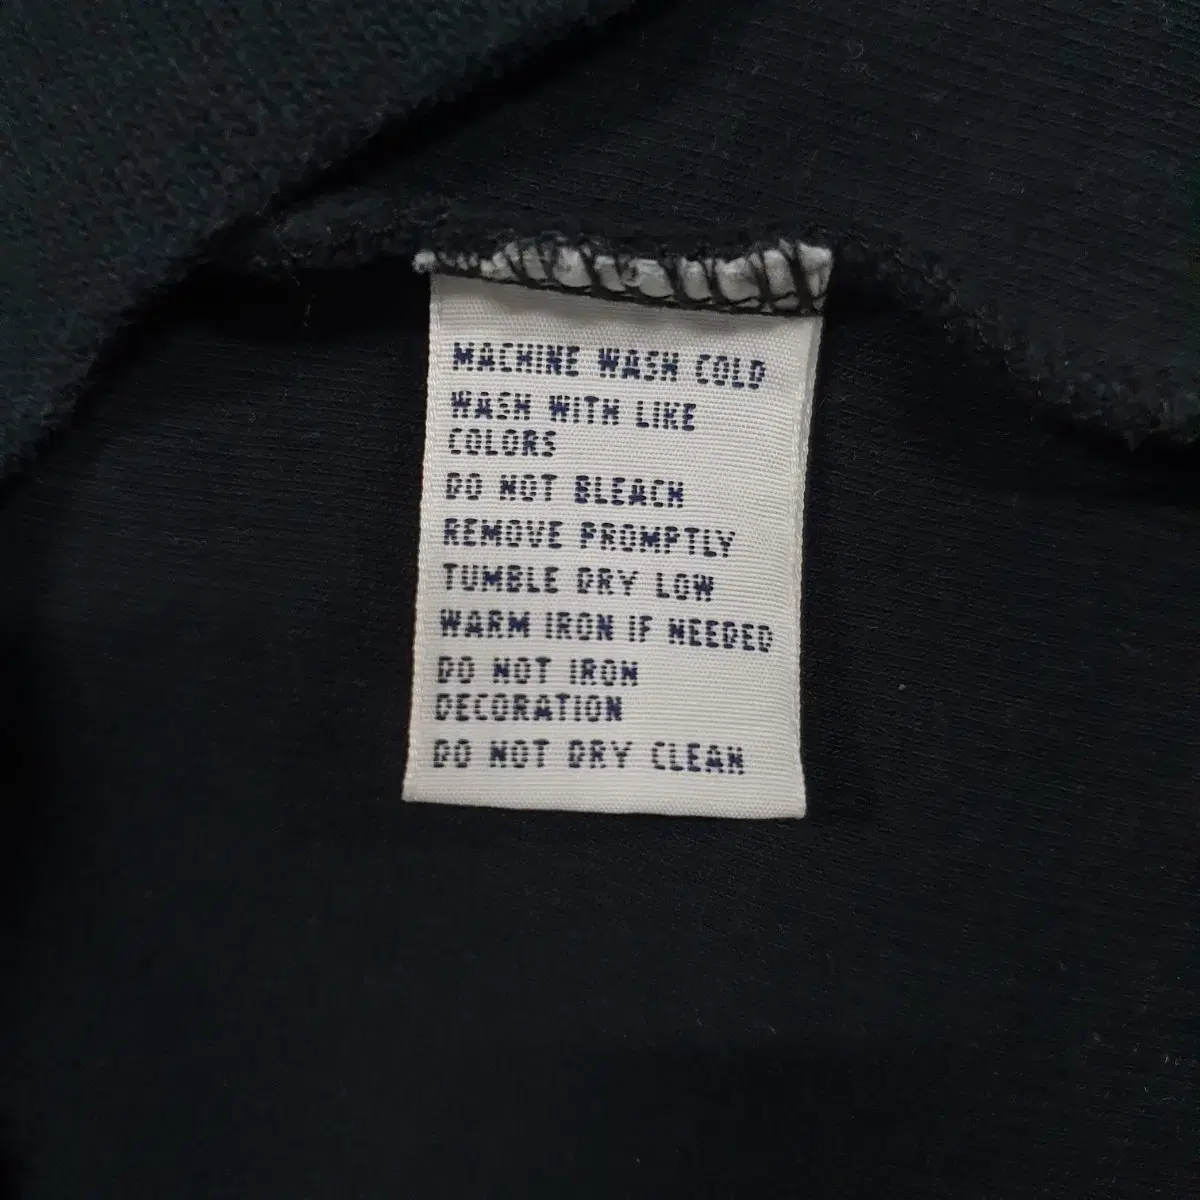 MACHINE WASH COLD
WASH WITH LIKE
COLORS
DO NOT BLEACH
REMOVE PROMPTLY
TUMBLE DRY LOW
WARM IRON IF NEEDED
DO NOT IRON
DECORATION
DO NOT DRY CLEAN